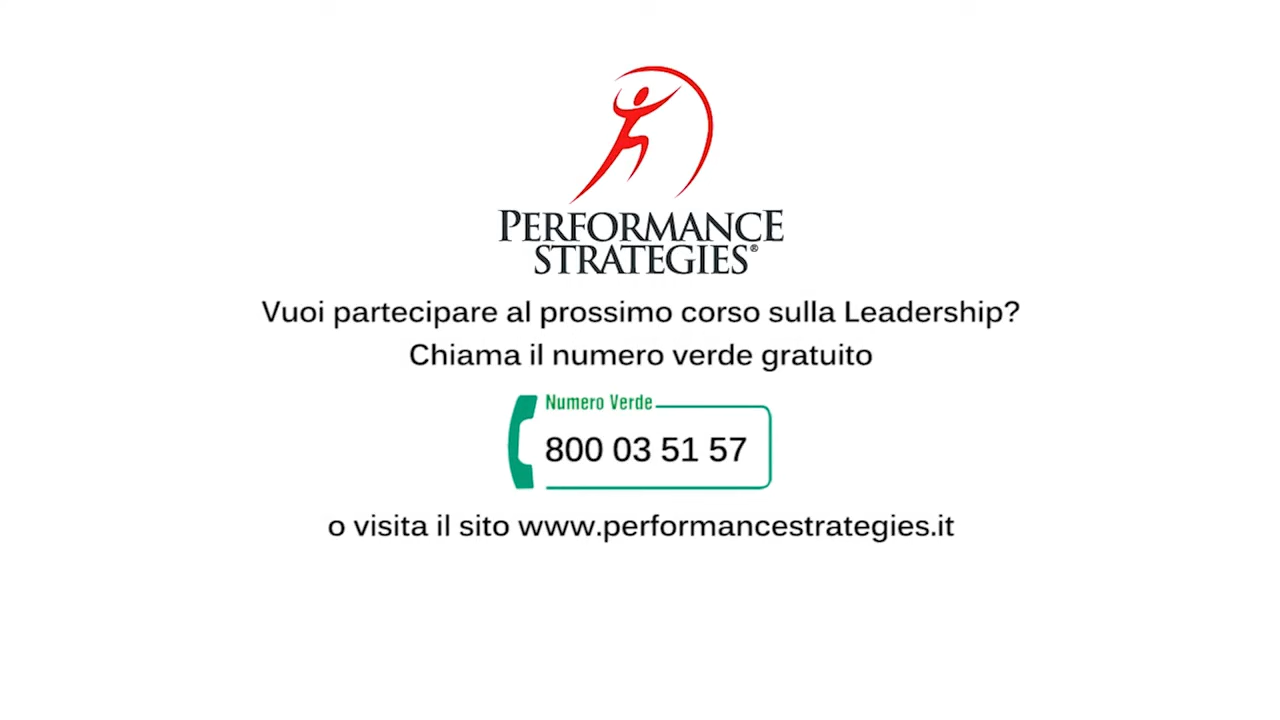 PERFORMANCE
STRATEGIES®
Vuoi partecipare al prossimo corso sulla Leadership?
Chiama il numero verde gratuito
Numero Verde
800 03 51 57
o visita il sito www.performancestrategies.it